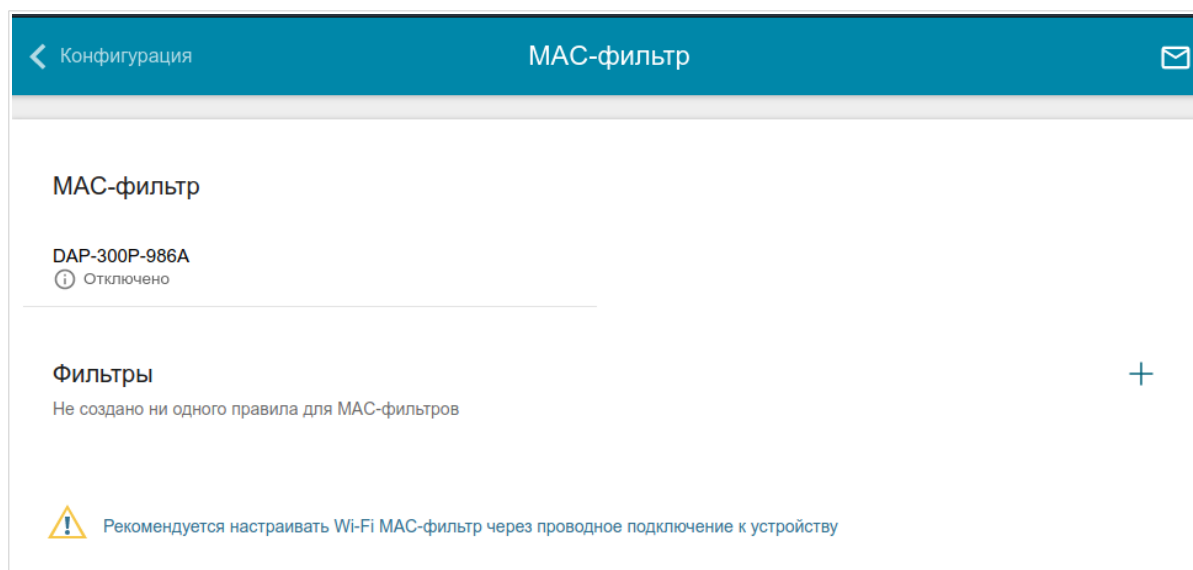 Конфигурация
MAC-фильтр
MAC-фильтр
DAP-300P-986A
Отключено
Фильтры
Не создано ни одного правила для MAC-фильтров
Рекомендуется настраивать Wi-Fi MAC-фильтр через проводное подключение к устройству